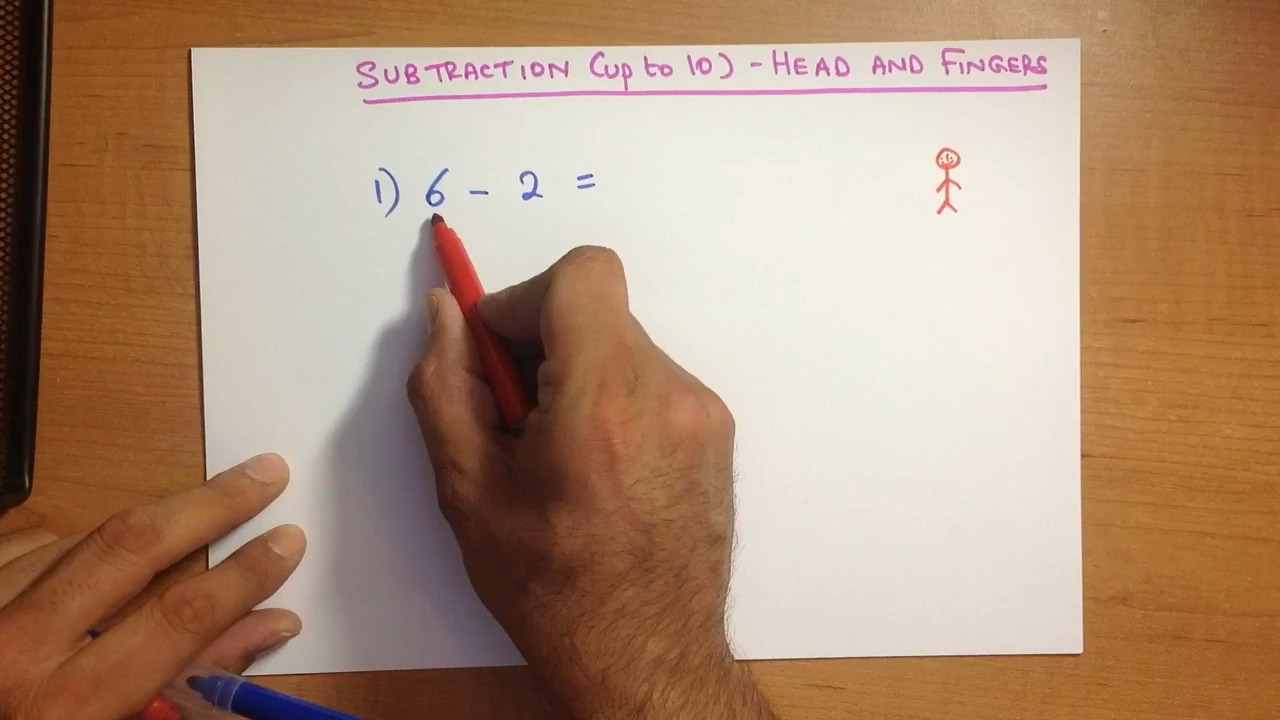 SUBTRACTION (up to 10) - HEAD AND FINGERS
1) 6 - 2 =